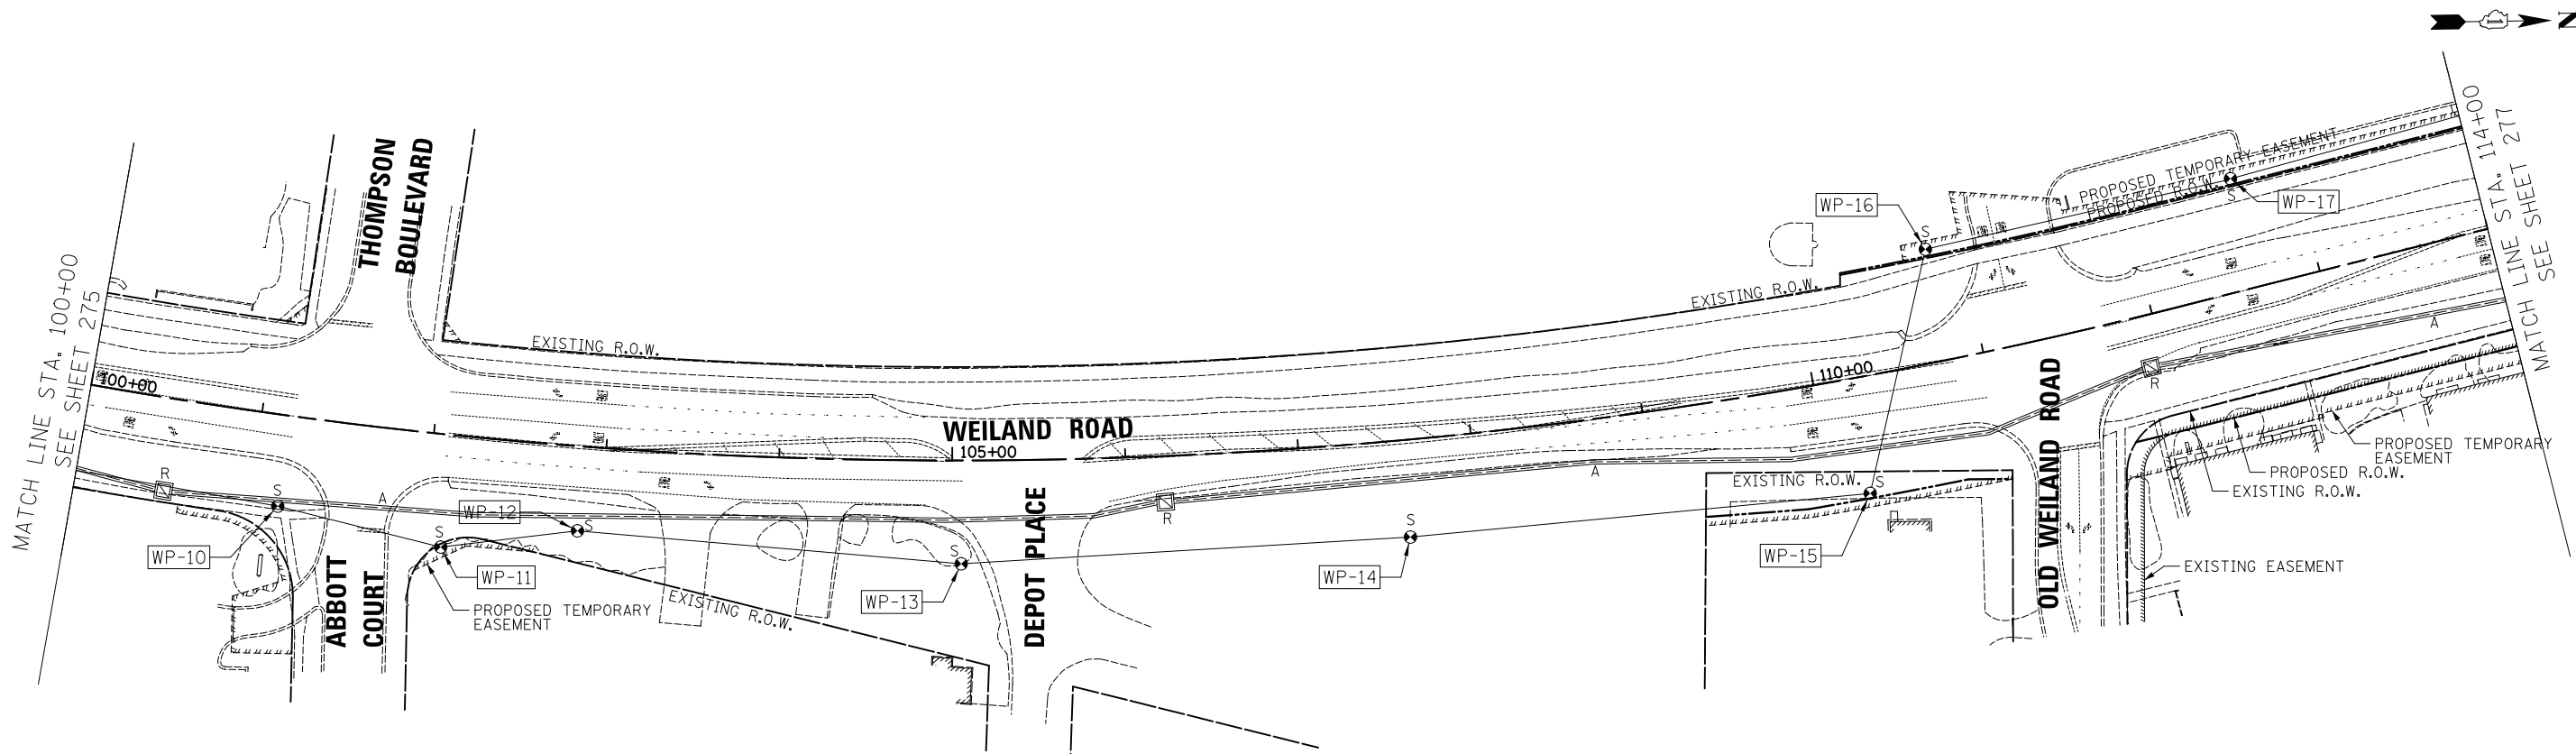 N
MATCH LINE STA. 100+00
SEE SHEET 275
THOMPSON
BOULEVARD
100+00
EXISTING R.O.W.
WEILAND ROAD
105+00
EXISTING R.O.W.
110+00
WP-16
S
PROPOSED TEMPORARY EASEMENT
PROPOSED R.O.W.
S
WP-17
MATCH LINE STA. 114+00
SEE SHEET 277
R
S
A
WP-10
S
WP-11
WP-12
S
ABBOTT
COURT
PROPOSED TEMPORARY
EASEMENT
EXISTING R.O.W.
S
WP-13
DEPOT PLACE
R
S
WP-14
A
EXISTING R.O.W.
S
WP-15
OLD WEILAND ROAD
R
A
PROPOSED TEMPORARY
EASEMENT
PROPOSED R.O.W.
EXISTING R.O.W.
EXISTING EASEMENT